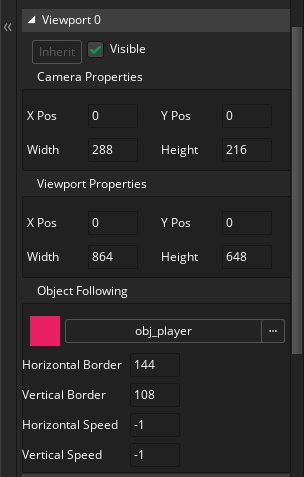 Viewport 0
Inherit Visible
Camera Properties
X Pos 0 Y Pos 0
Width 288 Height 216
Viewport Properties
X Pos 0 Y Pos 0
Width 864 Height 648
Object Following
obj_player ...
Horizontal Border 144
Vertical Border 108
Horizontal Speed -1
Vertical Speed -1